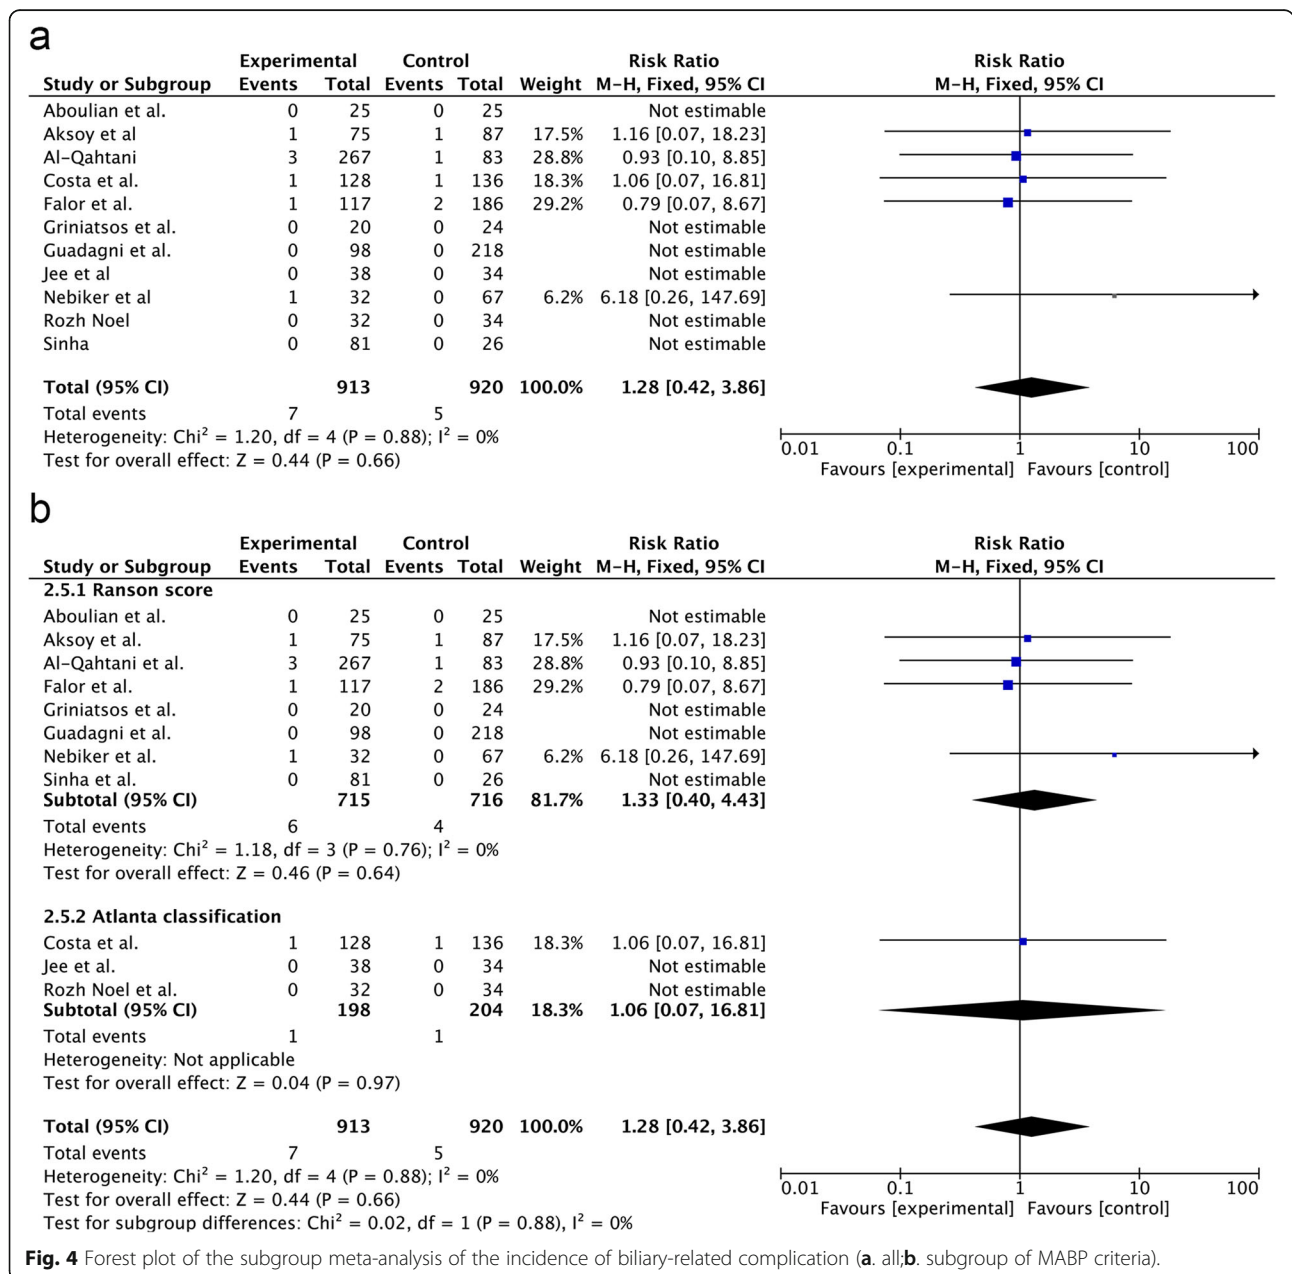 a
Experimental Control Risk Ratio Risk Ratio
Study or Subgroup Events Total Events Total Weight M-H, Fixed, 95% CI M-H, Fixed, 95% CI
Aboulian et al. 0 25 0 25 Not estimable
Aksoy et al 1 75 1 87 17.5% 1.16 [0.07, 18.23]
Al-Qahtani 3 267 1 83 28.8% 0.93 [0.10, 8.85]
Costa et al. 1 128 1 136 18.3% 1.06 [0.07, 16.81]
Falor et al. 1 117 2 186 29.2% 0.79 [0.07, 8.67]
Griniatsos et al. 0 20 0 24 Not estimable
Guadagni et al. 0 98 0 218 Not estimable
Jee et al 0 38 0 34 Not estimable
Nebiker et al 1 32 0 67 6.2% 6.18 [0.26, 147.69]
Rozh Noel 0 32 0 34 Not estimable
Sinha 0 81 0 26 Not estimable
Total (95% CI) 913 920 100.0% 1.28 [0.42, 3.86]
Total events 7 5
Heterogeneity: Chi² = 1.20, df = 4 (P = 0.88); I² = 0%
Test for overall effect: Z = 0.44 (P = 0.66)
0.01 0.1 1 10 100
Favours [experimental] Favours [control]
b
Experimental Control Risk Ratio Risk Ratio
Study or Subgroup Events Total Events Total Weight M-H, Fixed, 95% CI M-H, Fixed, 95% CI
2.5.1 Ranson score
Aboulian et al. 0 25 0 25 Not estimable
Aksoy et al. 1 75 1 87 17.5% 1.16 [0.07, 18.23]
Al-Qahtani et al. 3 267 1 83 28.8% 0.93 [0.10, 8.85]
Falor et al. 1 117 2 186 29.2% 0.79 [0.07, 8.67]
Griniatsos et al. 0 20 0 24 Not estimable
Guadagni et al. 0 98 0 218 Not estimable
Nebiker et al. 1 32 0 67 6.2% 6.18 [0.26, 147.69]
Sinha et al. 0 81 0 26 Not estimable
Subtotal (95% CI) 715 716 81.7% 1.33 [0.40, 4.43]
Total events 6 4
Heterogeneity: Chi² = 1.18, df = 3 (P = 0.76); I² = 0%
Test for overall effect: Z = 0.46 (P = 0.64)
2.5.2 Atlanta classification
Costa et al. 1 128 1 136 18.3% 1.06 [0.07, 16.81]
Jee et al. 0 38 0 34 Not estimable
Rozh Noel et al. 0 32 0 34 Not estimable
Subtotal (95% CI) 198 204 18.3% 1.06 [0.07, 16.81]
Total events 1 1
Heterogeneity: Not applicable
Test for overall effect: Z = 0.04 (P = 0.97)
Total (95% CI) 913 920 100.0% 1.28 [0.42, 3.86]
Total events 7 5
Heterogeneity: Chi² = 1.20, df = 4 (P = 0.88); I² = 0%
Test for overall effect: Z = 0.44 (P = 0.66)
Test for subgroup differences: Chi² = 0.02, df = 1 (P = 0.88), I² = 0%
0.01 0.1 1 10 100
Favours [experimental] Favours [control]
Fig. 4 Forest plot of the subgroup meta-analysis of the incidence of biliary-related complication (a. all;b. subgroup of MABP criteria).